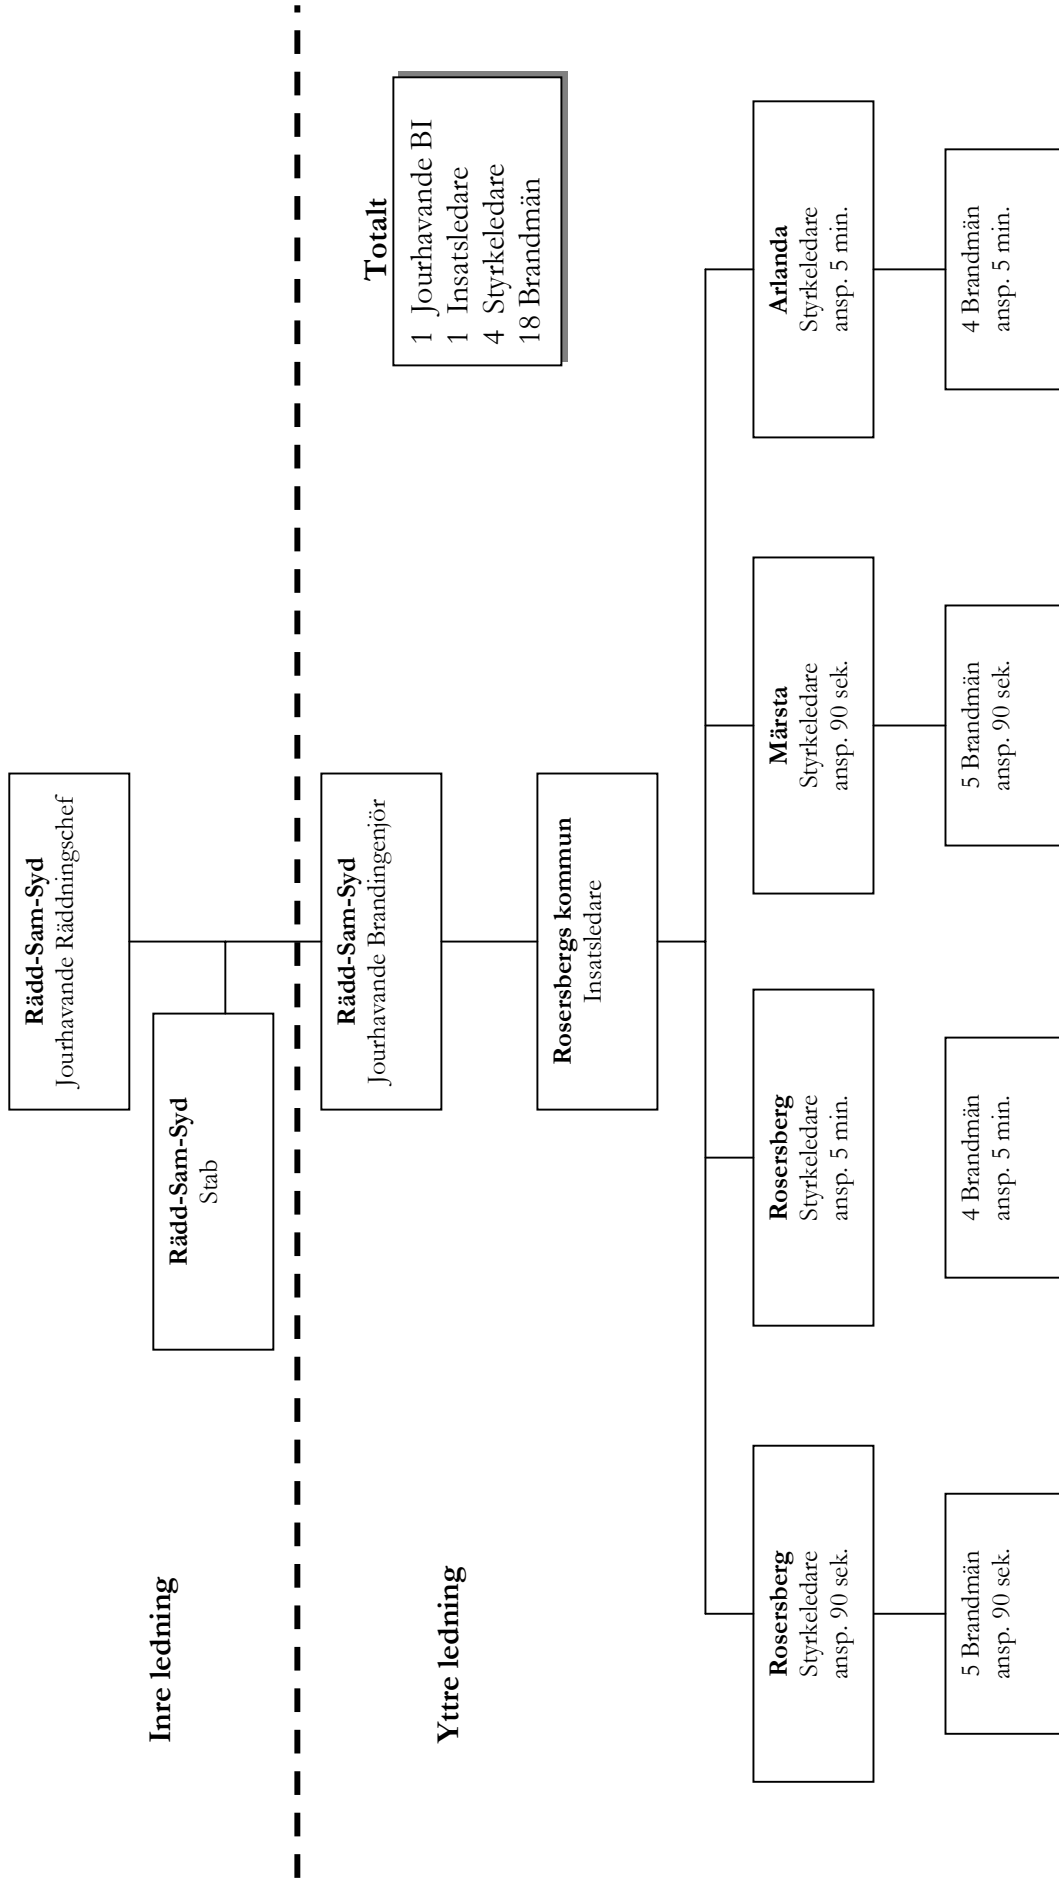 Rädd-Sam-Syd
Jourhavande Räddningschef
Inre ledning
Rädd-Sam-Syd
Stab
Rädd-Sam-Syd
Jourhavande Brandingenjör
Totalt
1 Jourhavande BI
1 Insatsledare
4 Styrkeledare
18 Brandmän
Yttre ledning
Rosersbergs kommun
Insatsledare
Rosersberg
Styrkeledare
ansp. 90 sek.
Rosersberg
Styrkeledare
ansp. 5 min.
Märsta
Styrkeledare
ansp. 90 sek.
Arlanda
Styrkeledare
ansp. 5 min.
5 Brandmän
ansp. 90 sek.
4 Brandmän
ansp. 5 min.
5 Brandmän
ansp. 90 sek.
4 Brandmän
ansp. 5 min.